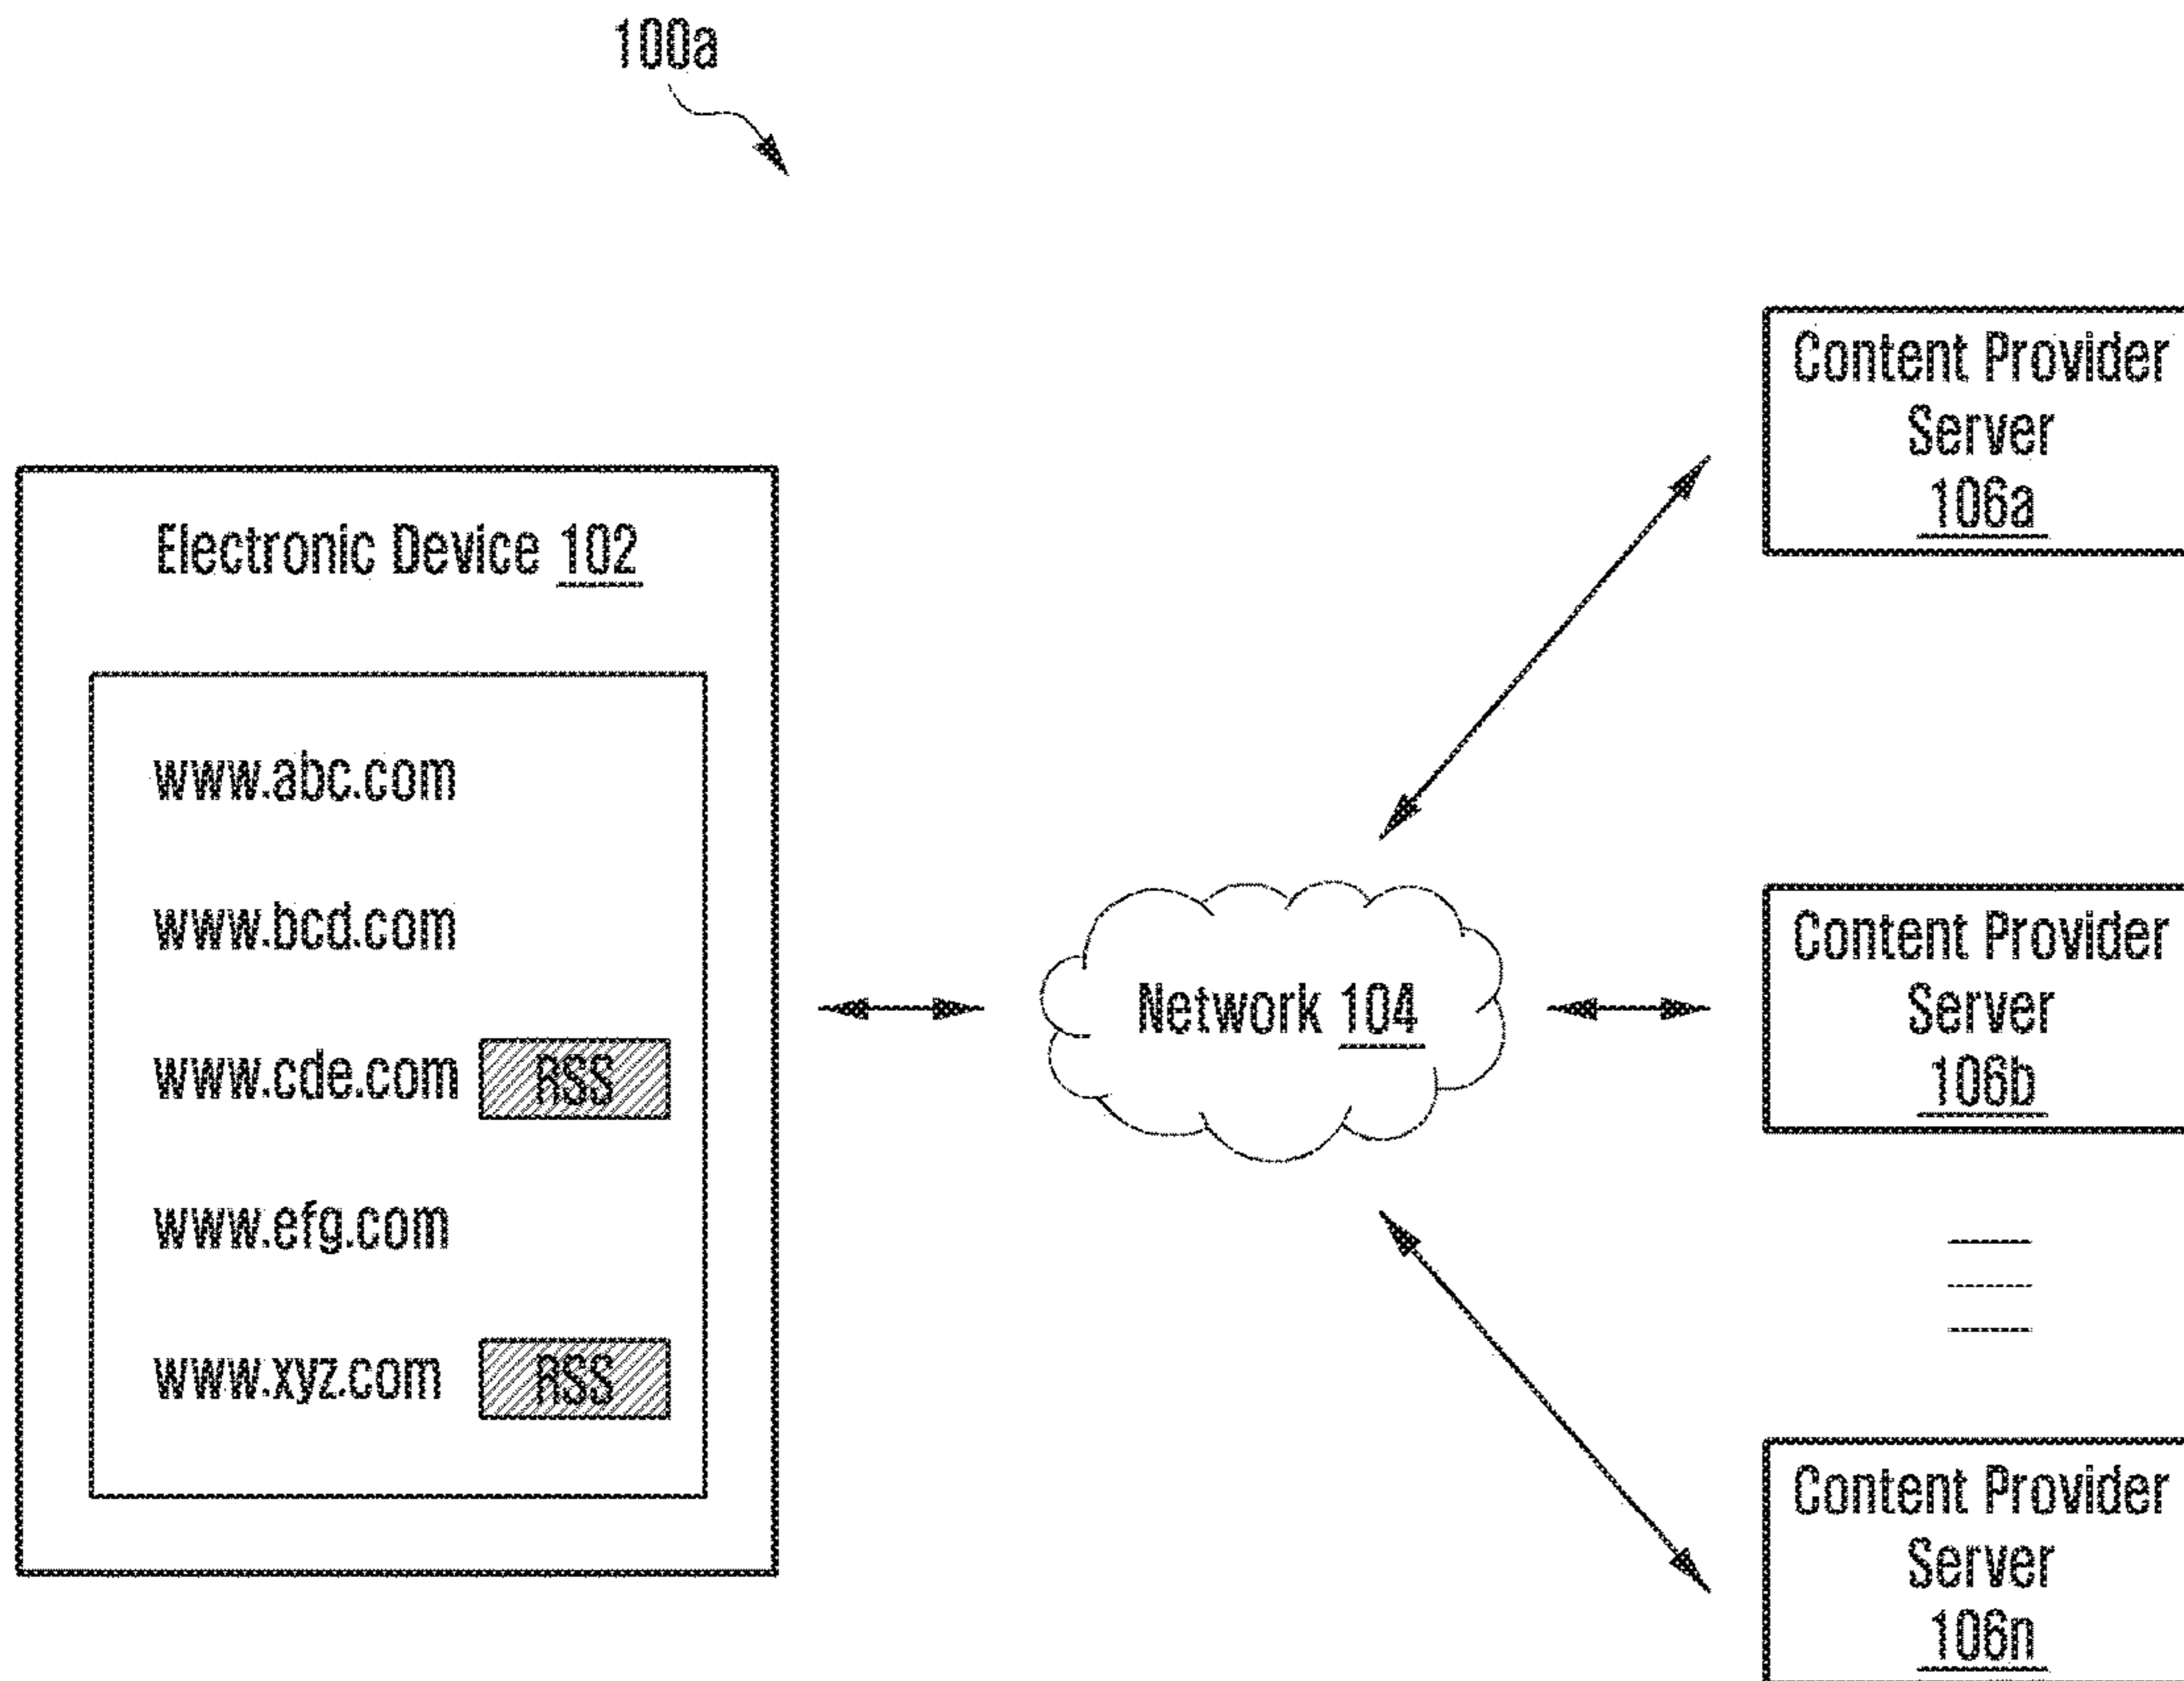 100a
Electronic Device 102
www.abc.com
www.bcd.com
www.cde.com RSS
www.efg.com
www.xyz.com RSS
Network 104
Content Provider
Server
106a
Content Provider
Server
106b
Content Provider
Server
106n